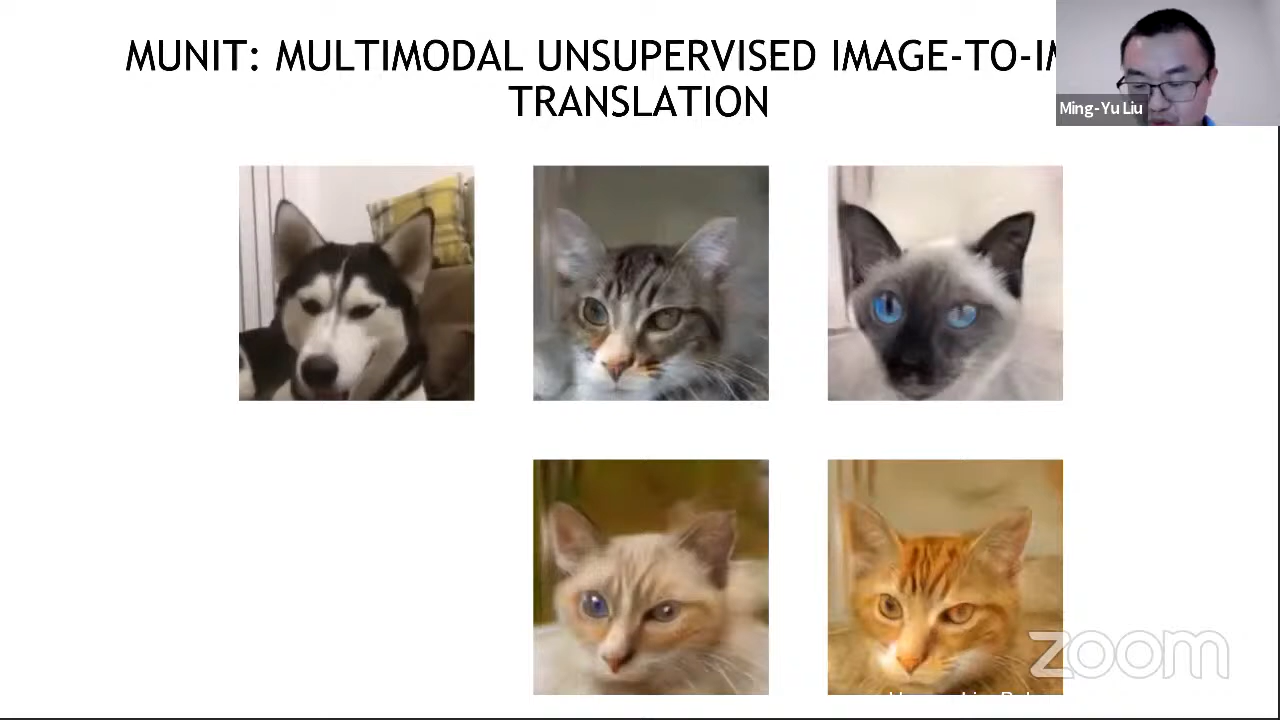 MUNIT: MULTIMODAL UNSUPERVISED IMAGE-TO-IM
TRANSLATION
Ming-Yu Liu
zoom